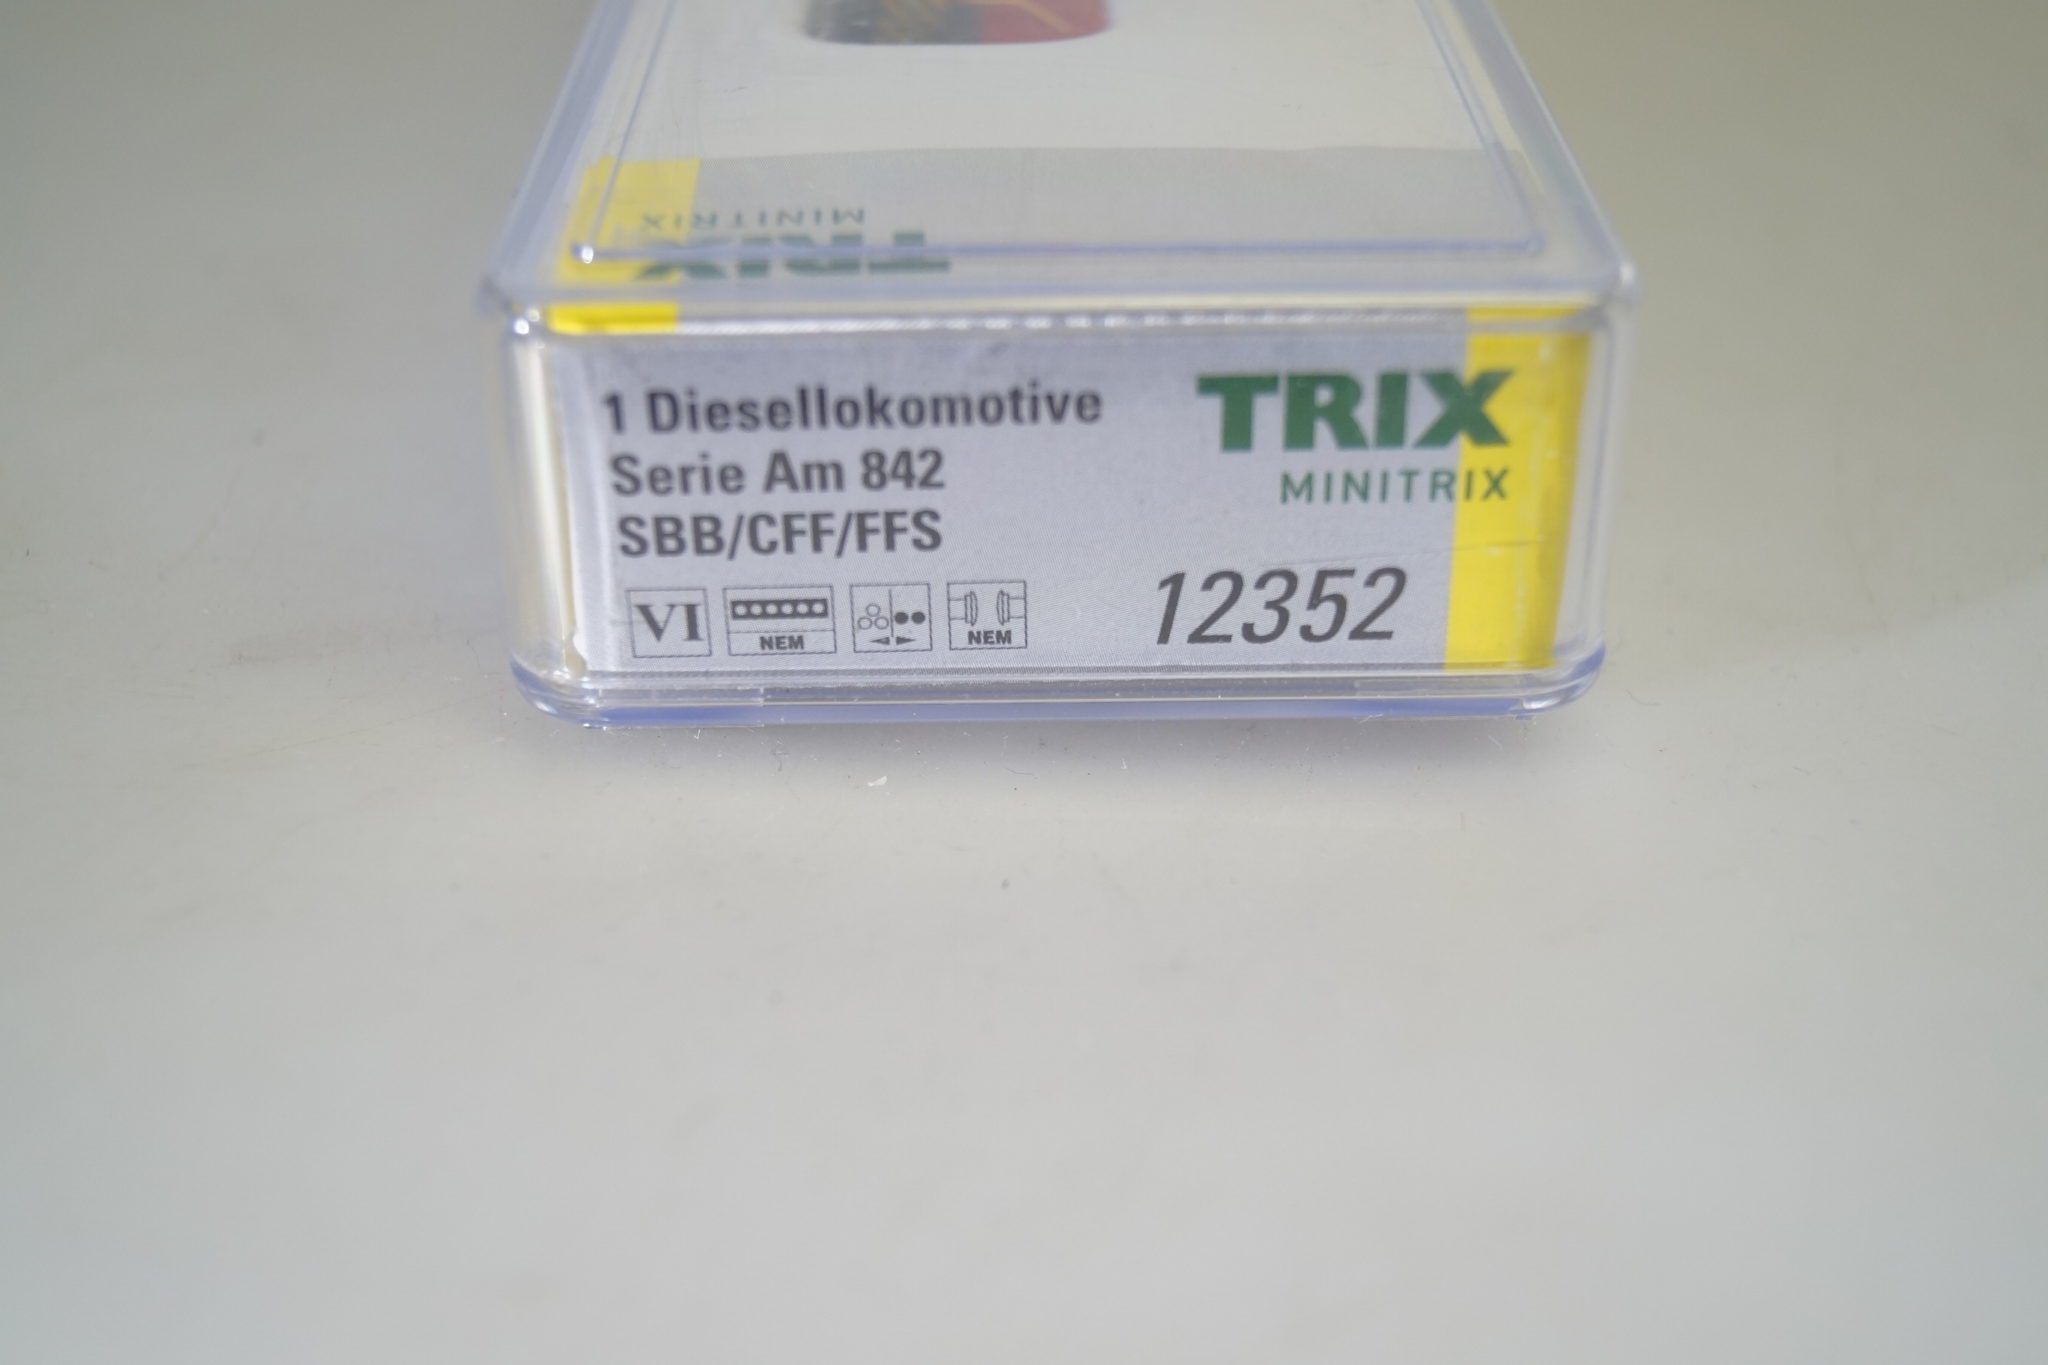 MINITRIX
TRIX
1 Diesellokomotive
Serie Am 842
SBB/CFF/FFS
TRIX
MINITRIX
VI
NEM
NEM
12352